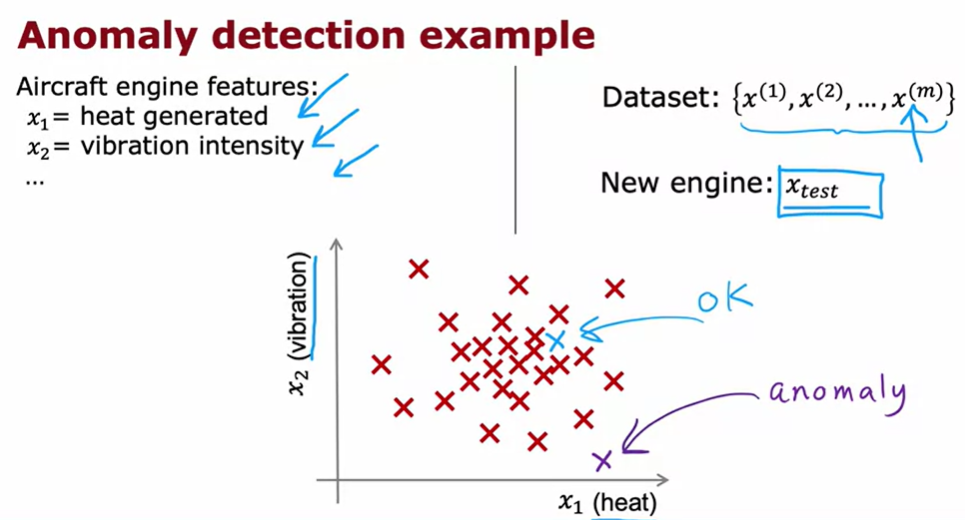 Anomaly detection example
Aircraft engine features:
x₁= heat generated
x₂= vibration intensity
...
Dataset: {x⁽¹⁾, x⁽²⁾, ..., x⁽ᵐ⁾}
New engine: x_test
x₂ (vibration)
OK
anomaly
x₁ (heat)